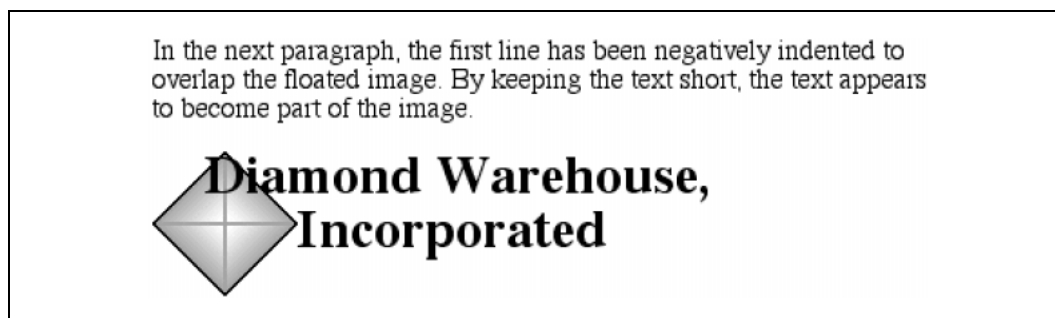 In the next paragraph, the first line has been negatively indented to
overlap the floated image. By keeping the text short, the text appears
to become part of the image.
Diamond Warehouse,
Incorporated